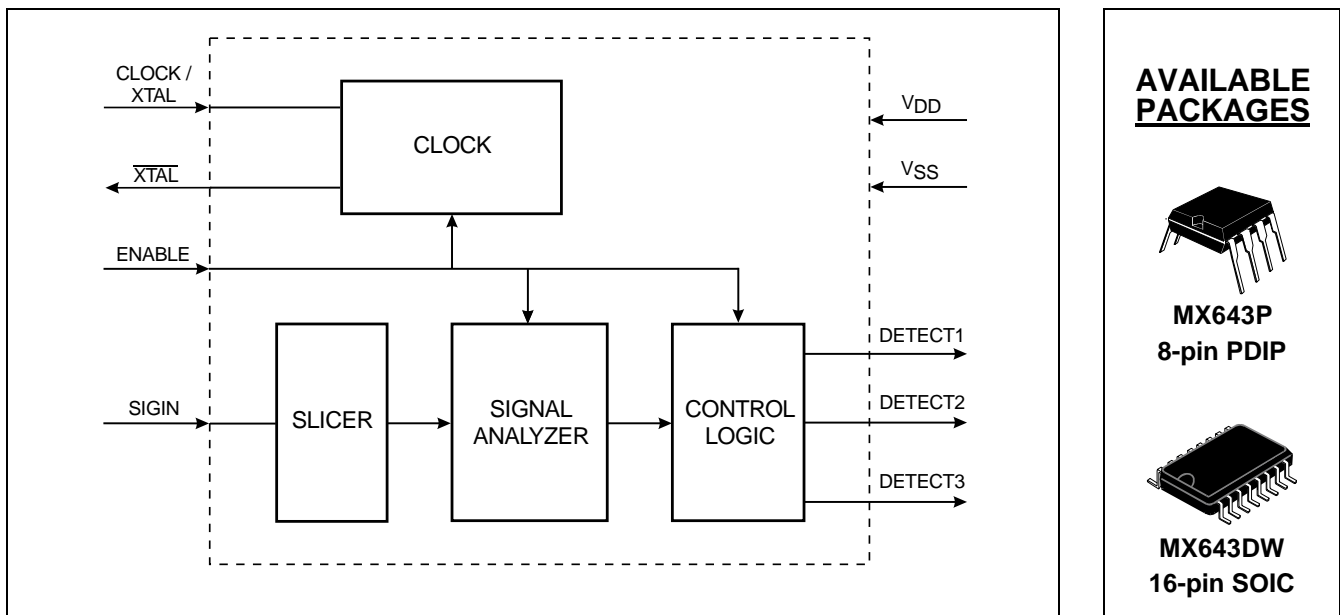 CLOCK /
XTAL
XTAL
ENABLE
SIGIN
CLOCK
SLICER
SIGNAL
ANALYZER
CONTROL
LOGIC
VDD
VSS
DETECT1
DETECT2
DETECT3
AVAILABLE
PACKAGES
MX643P
8-pin PDIP
MX643DW
16-pin SOIC